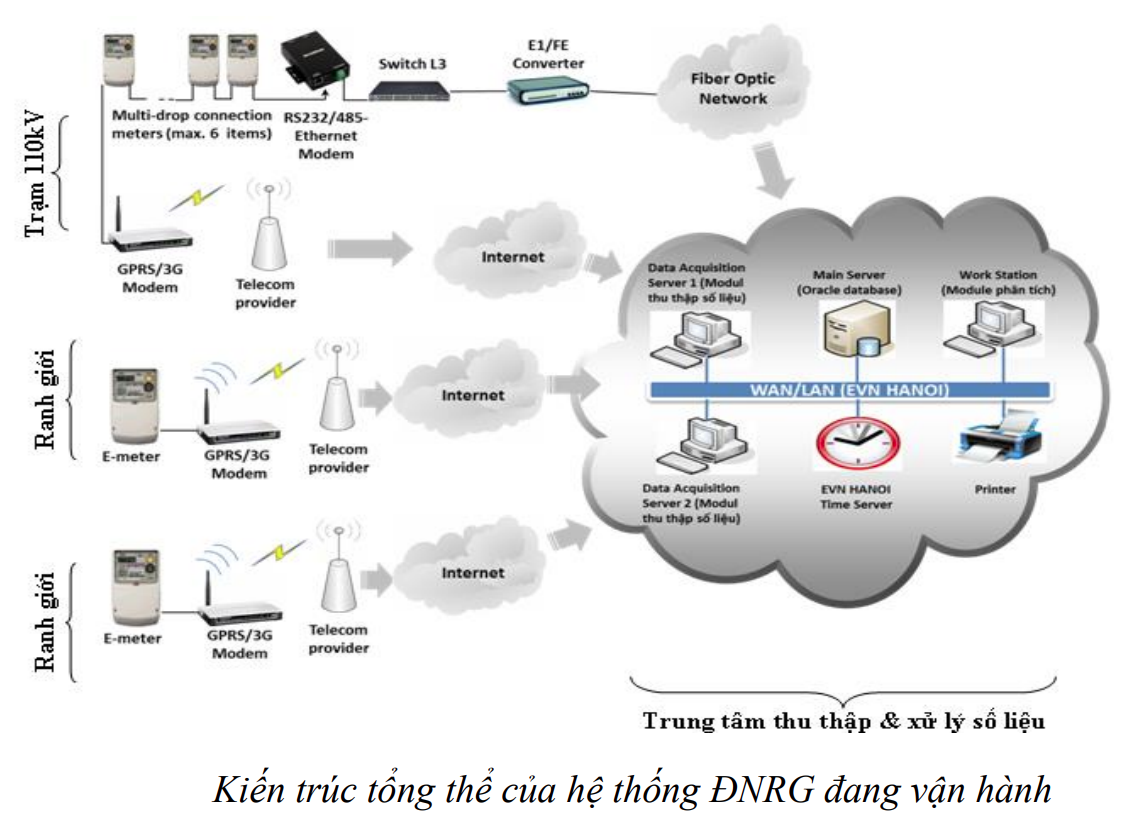 Switch L3
E1/FE
Converter
Fiber Optic
Network
Multi-drop connection
meters (max. 6 items)
RS232/485-
Ethernet
Modem
Trạm 110kV
GPRS/3G
Modem
Telecom
provider
Internet
Ranh giới
E-meter
GPRS/3G
Modem
Telecom
provider
Internet
Ranh giới
E-meter
GPRS/3G
Modem
Telecom
provider
Internet
Data Acquisition
Server 1 (Modul
thu thập số liệu)
Main Server
(Oracle database)
Work Station
(Module phân tích)
WAN/LAN (EVN HANOI)
Data Acquisition
Server 2 (Modul
thu thập số liệu)
EVN HANOI
Time Server
Printer
Trung tâm thu thập & xử lý số liệu
Kiến trúc tổng thể của hệ thống ĐNRG đang vận hành